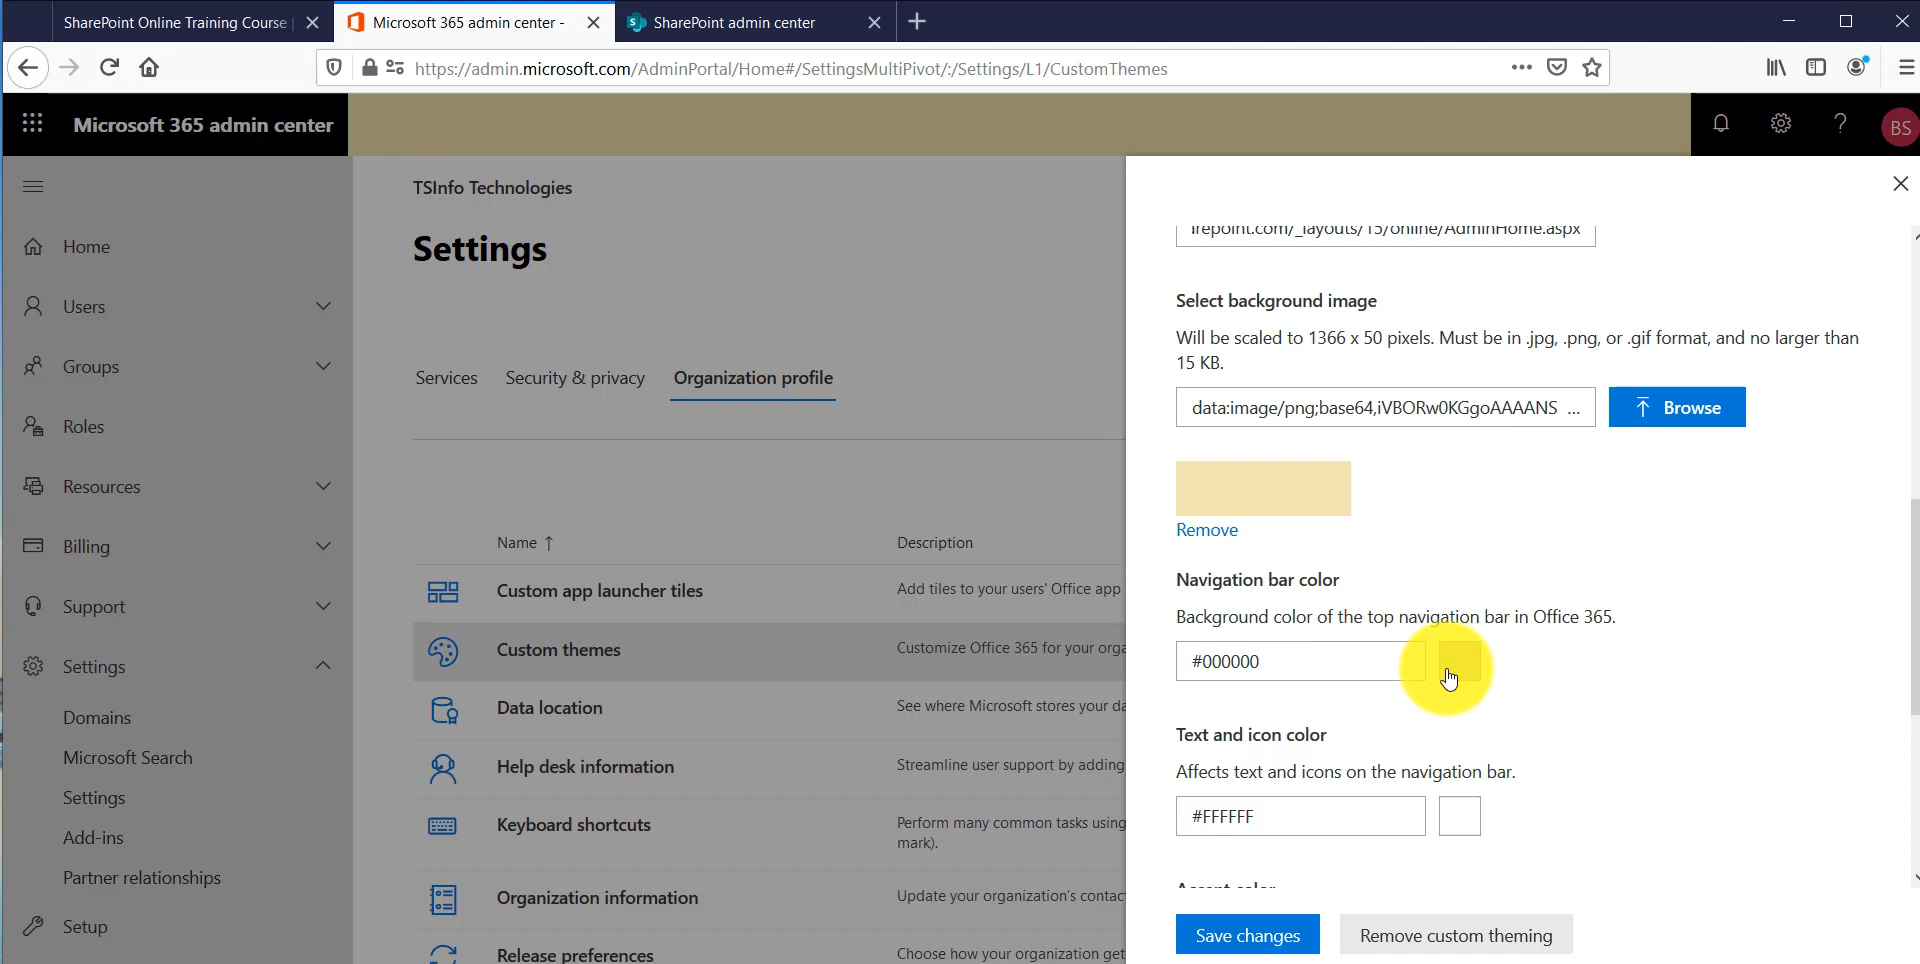 SharePoint Online Training Course
Microsoft 365 admin center -
SharePoint admin center
https://admin.microsoft.com/AdminPortal/Home#/SettingsMultiPivot/:/Settings/L1/CustomThemes
Microsoft 365 admin center
BS
Home
Users
Groups
Roles
Resources
Billing
Support
Settings
Domains
Microsoft Search
Settings
Add-ins
Partner relationships
Setup
TSInfo Technologies
Settings
Services Security & privacy Organization profile
Name ↑ Description
Custom app launcher tiles Add tiles to your users' Office app
Custom themes Customize Office 365 for your orga
Data location See where Microsoft stores your da
Help desk information Streamline user support by adding
Keyboard shortcuts Perform many common tasks using
mark).
Organization information Update your organization's contac
Release preferences Choose how your organization get
irepoint.com/_layouts/15/online/AdminHome.aspx
Select background image
Will be scaled to 1366 x 50 pixels. Must be in .jpg, .png, or .gif format, and no larger than
15 KB.
data:image/png;base64,iVBORw0KGgoAAAANS ...
Browse
Remove
Navigation bar color
Background color of the top navigation bar in Office 365.
#000000
Text and icon color
Affects text and icons on the navigation bar.
#FFFFFF
Accent color
Save changes Remove custom theming